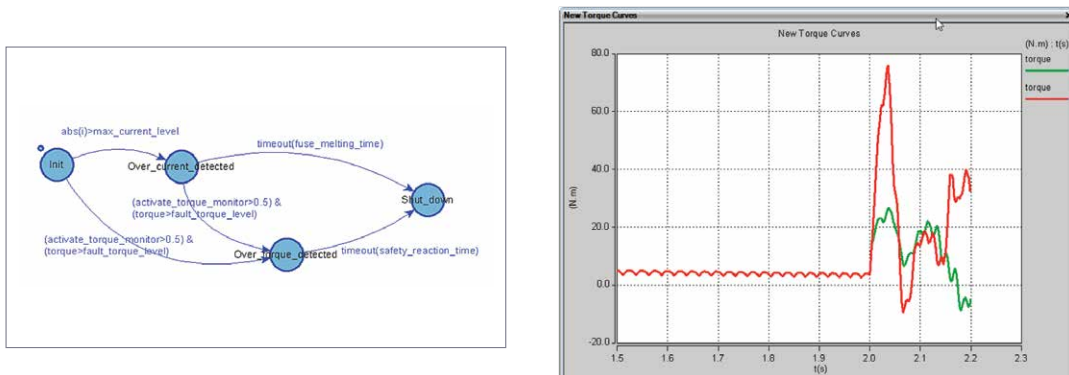 abs(i)>max_current_level
Init
Over_current_detected
timeout(fuse_melting_time)
Shut_down
(activate_torque_monitor>0.5) &
(torque>fault_torque_level)
(activate_torque_monitor>0.5) &
(torque>fault_torque_level)
Over_torque_detected
timeout(safety_reaction_time)
New Torque Curves
New Torque Curves
(N.m) : t(s)
torque
torque
(N.m)
80.0
60.0
40.0
20.0
0.0
-20.0
1.5 1.6 1.7 1.8 1.9 2.0 2.1 2.2 2.3
t(s)